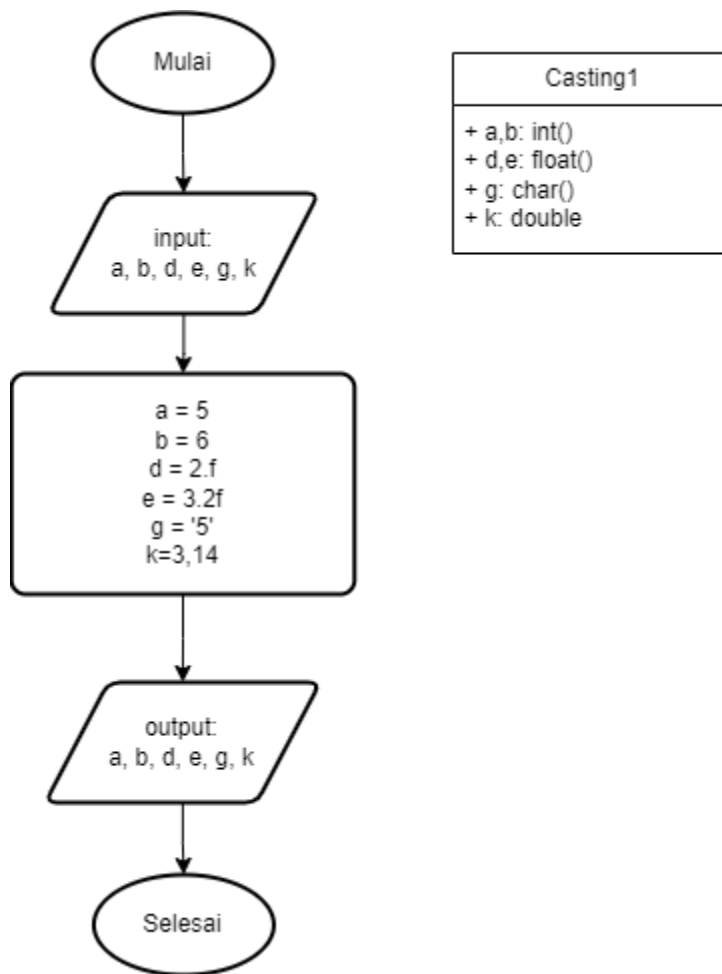 Mulai
input:
a, b, d, e, g, k
a = 5
b = 6
d = 2.f
e = 3.2f
g = '5'
k=3,14
output:
a, b, d, e, g, k
Selesai
Casting1
+ a,b: int()
+ d,e: float()
+ g: char()
+ k: double